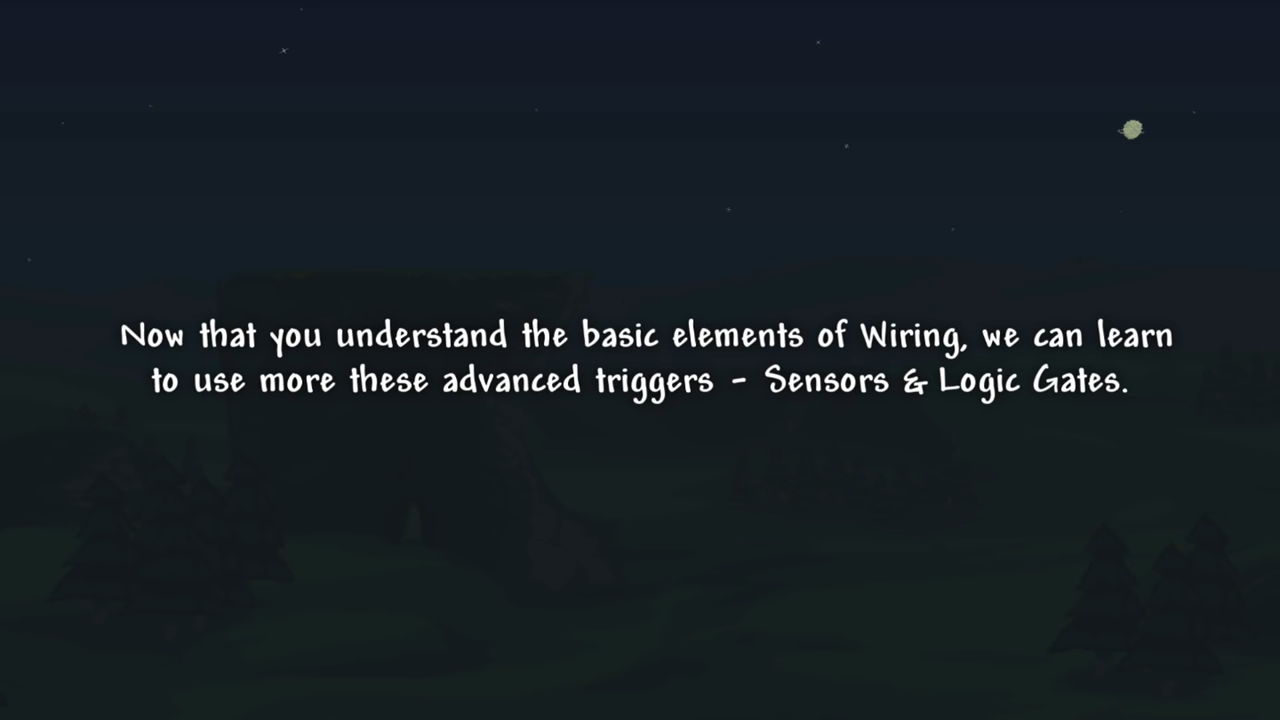 Now that you understand the basic elements of Wiring, we can learn
to use more these advanced triggers - Sensors & Logic Gates.